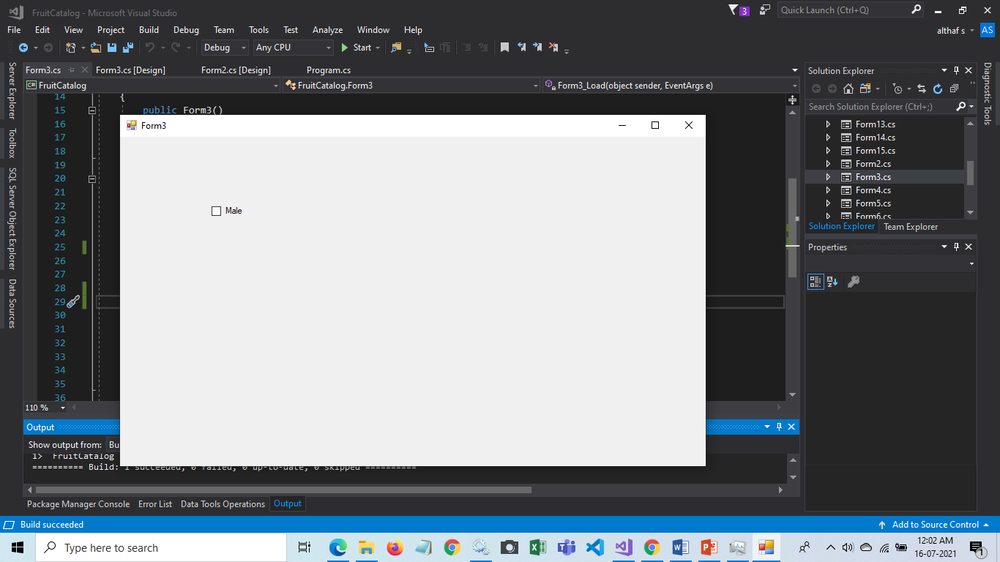 FruitCatalog - Microsoft Visual Studio
3
Quick Launch (Ctrl+Q)
File Edit View Project Build Debug Team Tools Test Analyze Window Help
althaf s
AS
Debug
Any CPU
Start
Form3.cs
Form3.cs [Design]
Form2.cs [Design]
Program.cs
FruitCatalog
FruitCatalog.Form3
Form3_Load(object sender, EventArgs e)
Server Explorer
Toolbox
SQL Server Object Explorer
Data Sources
14 {
15 public Form3()
16
17
18
19
20
21
22
23
24
25
26
27
28
29
30
31
32
33
34
35
36
Form3
Male
110 %
Output
Show output from: Bu
1> FruitCatalog
========== Build: 1 succeeded, 0 failed, 0 up-to-date, 0 skipped ==========
Package Manager Console Error List Data Tools Operations Output
Solution Explorer
Search Solution Explorer (Ctrl+;)
Form13.cs
Form14.cs
Form15.cs
Form2.cs
Form3.cs
Form4.cs
Form5.cs
Form6.cs
Solution Explorer Team Explorer
Properties
Diagnostic Tools
Build succeeded
Add to Source Control
Type here to search
12:02 AM
16-07-2021
1